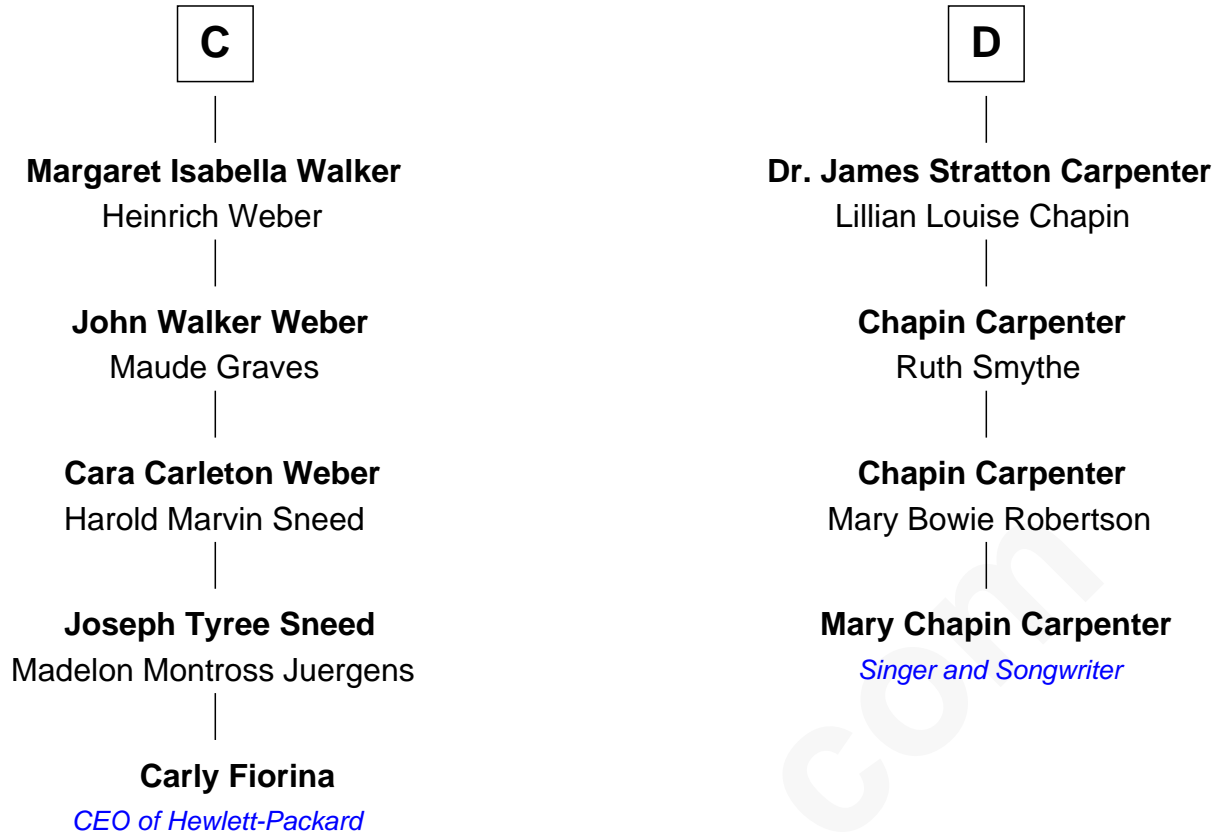 C
Margaret Isabella Walker
Heinrich Weber
John Walker Weber
Maude Graves
Cara Carleton Weber
Harold Marvin Sneed
Joseph Tyree Sneed
Madelon Montross Juergens
Carly Fiorina
CEO of Hewlett-Packard
D
Dr. James Stratton Carpenter
Lillian Louise Chapin
Chapin Carpenter
Ruth Smythe
Chapin Carpenter
Mary Bowie Robertson
Mary Chapin Carpenter
Singer and Songwriter
com